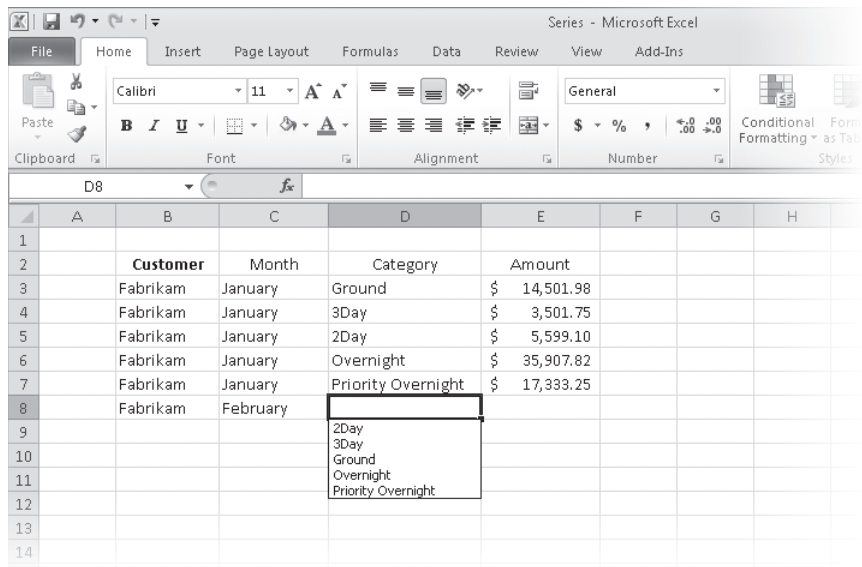 Series - Microsoft Excel
File Home Insert Page Layout Formulas Data Review View Add-Ins
Calibri 11 A A General
Paste B I U A $ % , .00 .00 Conditional Formatting
Clipboard Font Alignment Number Styles
D8 fx
A B C D E F G H
1
2 Customer Month Category Amount
3 Fabrikam January Ground $ 14,501.98
4 Fabrikam January 3Day $ 3,501.75
5 Fabrikam January 2Day $ 5,599.10
6 Fabrikam January Overnight $ 35,907.82
7 Fabrikam January Priority Overnight $ 17,333.25
8 Fabrikam February
9 2Day
3Day
10 Ground
11 Overnight
Priority Overnight
12
13
14